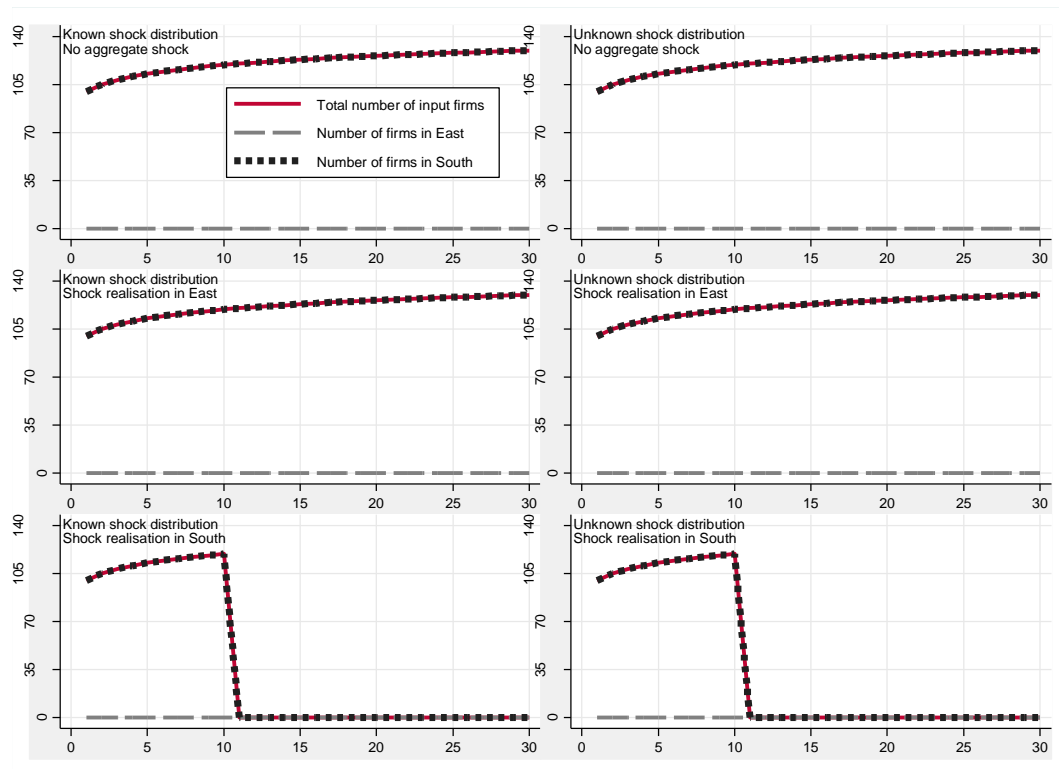 Known shock distribution
No aggregate shock
140
105
70
35
0
Total number of input firms
Number of firms in East
Number of firms in South
0 5 10 15 20 25 30
Unknown shock distribution
No aggregate shock
140
105
70
35
0
0 5 10 15 20 25 30
Known shock distribution
Shock realisation in East
140
105
70
35
0
0 5 10 15 20 25 30
Unknown shock distribution
Shock realisation in East
140
105
70
35
0
0 5 10 15 20 25 30
Known shock distribution
Shock realisation in South
140
105
70
35
0
0 5 10 15 20 25 30
Unknown shock distribution
Shock realisation in South
140
105
70
35
0
0 5 10 15 20 25 30